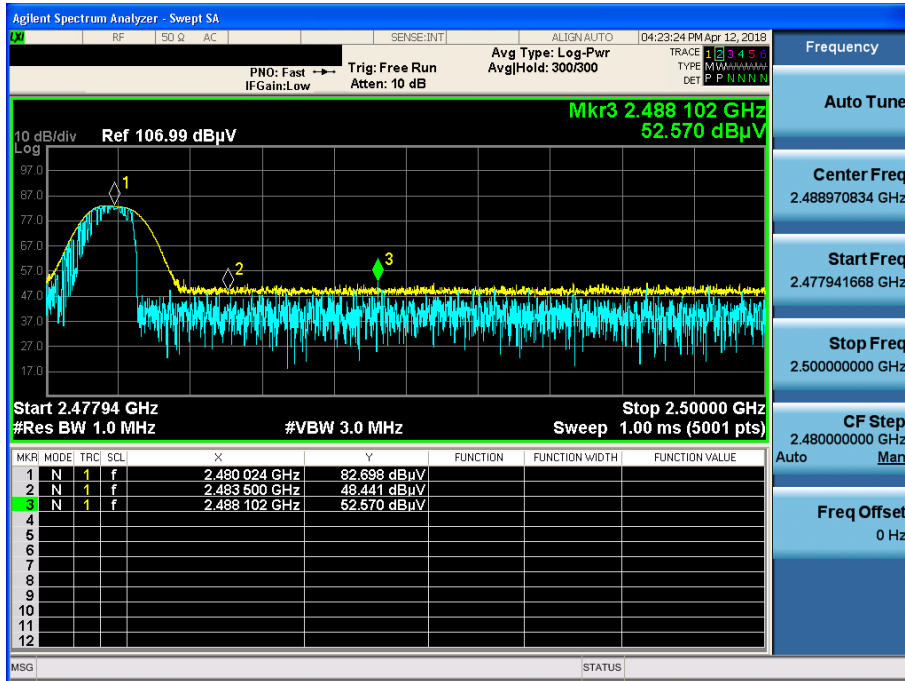 Agilent Spectrum Analyzer - Swept SA
LXI RF 50 Ω AC SENSE:INT ALIGN AUTO 04:23:24 PM Apr 12, 2018
PNO: Fast
IFGain:Low
Trig: Free Run
Atten: 10 dB
Avg Type: Log-Pwr
Avg|Hold: 300/300
TRACE 1 2 3 4 5 6
TYPE M W W W W W
DET P P N N N N
Mkr3 2.488 102 GHz
52.570 dBµV
10 dB/div Ref 106.99 dBµV
Log
97.0
87.0
77.0
67.0
57.0
47.0
37.0
27.0
17.0
1
2
3
Start 2.47794 GHz Stop 2.50000 GHz
#Res BW 1.0 MHz #VBW 3.0 MHz Sweep 1.00 ms (5001 pts)
MKR MODE TRC SCL X Y FUNCTION FUNCTION WIDTH FUNCTION VALUE
1 N 1 f 2.480 024 GHz 82.698 dBµV
2 N 1 f 2.483 500 GHz 48.441 dBµV
3 N 1 f 2.488 102 GHz 52.570 dBµV
4
5
6
7
8
9
10
11
12
MSG STATUS
Frequency
Auto Tune
Center Freq
2.488970834 GHz
Start Freq
2.477941668 GHz
Stop Freq
2.500000000 GHz
CF Step
2.480000000 GHz
Auto Man
Freq Offset
0 Hz